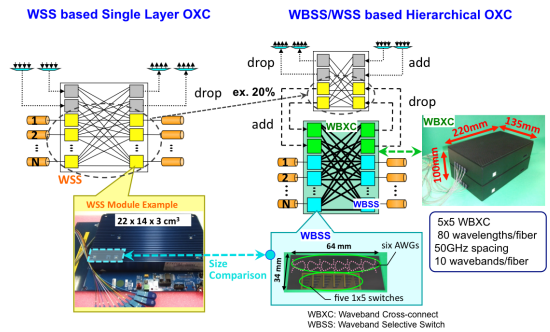 WSS based Single Layer OXC
WBSS/WSS based Hierarchical OXC
drop
ex. 20%
1
2
N
WSS
WSS Module Example
22 x 14 x 3 cm³
Size
Comparison
drop
add
drop
add
WBXC
1
2
N
WBSS
WBSS
64 mm
34 mm
six AWGs
five 1x5 switches
220mm
135mm
100mm
5x5 WBXC
80 wavelengths/fiber
50GHz spacing
10 wavebands/fiber
WBXC: Waveband Cross-connect
WBSS: Waveband Selective Switch